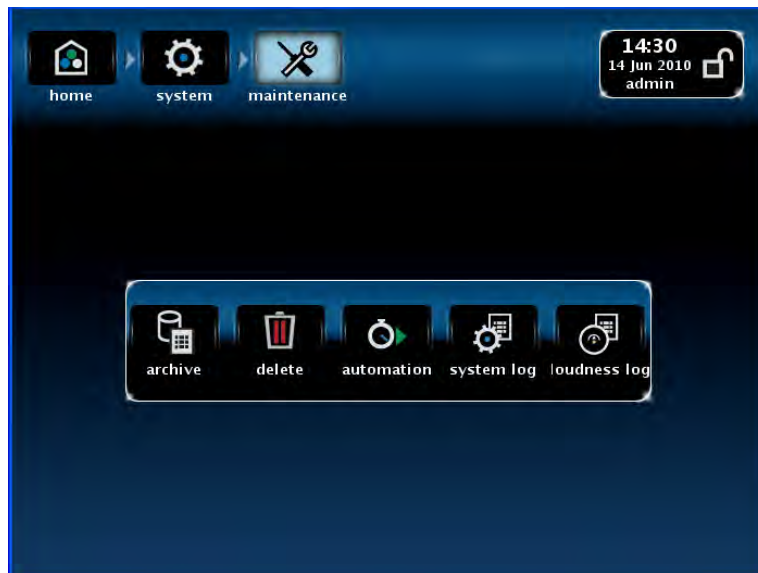 home
system
maintenance
14:30
14 Jun 2010
admin
archive
delete
automation
system log
loudness log